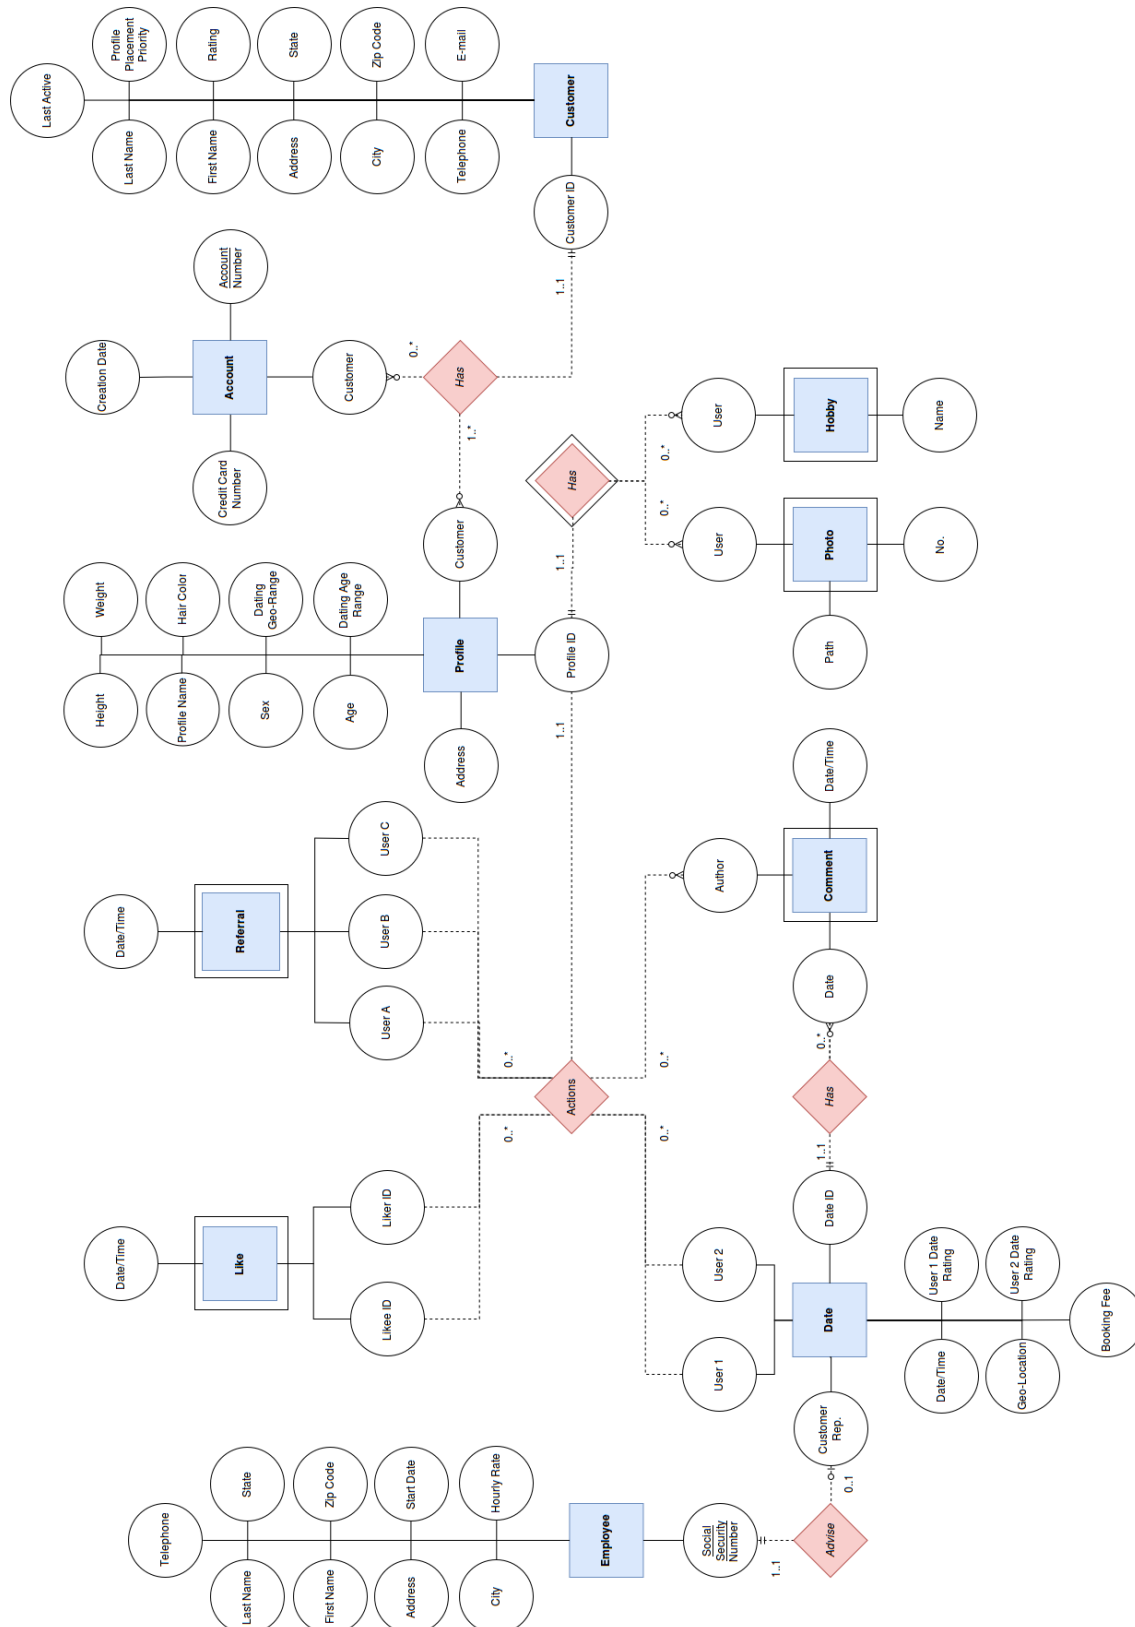 Telephone
Last Name
State
First Name
Zip Code
Address
Start Date
City
Hourly Rate
Employee
Social
Security
Number
1..1
Advise
0..1
Customer
Rep.
Date/Time
Like
Likee ID
Liker ID
0..*
User 1
User 2
0..*
Date
Date ID
Date/Time
User 1 Date
Rating
Geo-Location
User 2 Date
Rating
Booking Fee
1..1
Has
0..*
Date
Actions
Date/Time
Referral
User A
User B
User C
0..*
0..*
Author
Comment
Date/Time
Height
Weight
Profile Name
Hair Color
Sex
Dating
Geo-Range
Age
Dating Age
Range
Address
Profile
Customer
1..1
Profile ID
1..1
Has
0..*
0..*
User
User
Path
Photo
No.
Hobby
Name
Creation Date
Credit Card
Number
Account
Account
Number
Customer
0..*
1..*
Has
1..1
Last Active
Last Name
Profile
Placement
Priority
First Name
Rating
Address
State
City
Zip Code
Telephone
E-mail
Customer ID
Customer